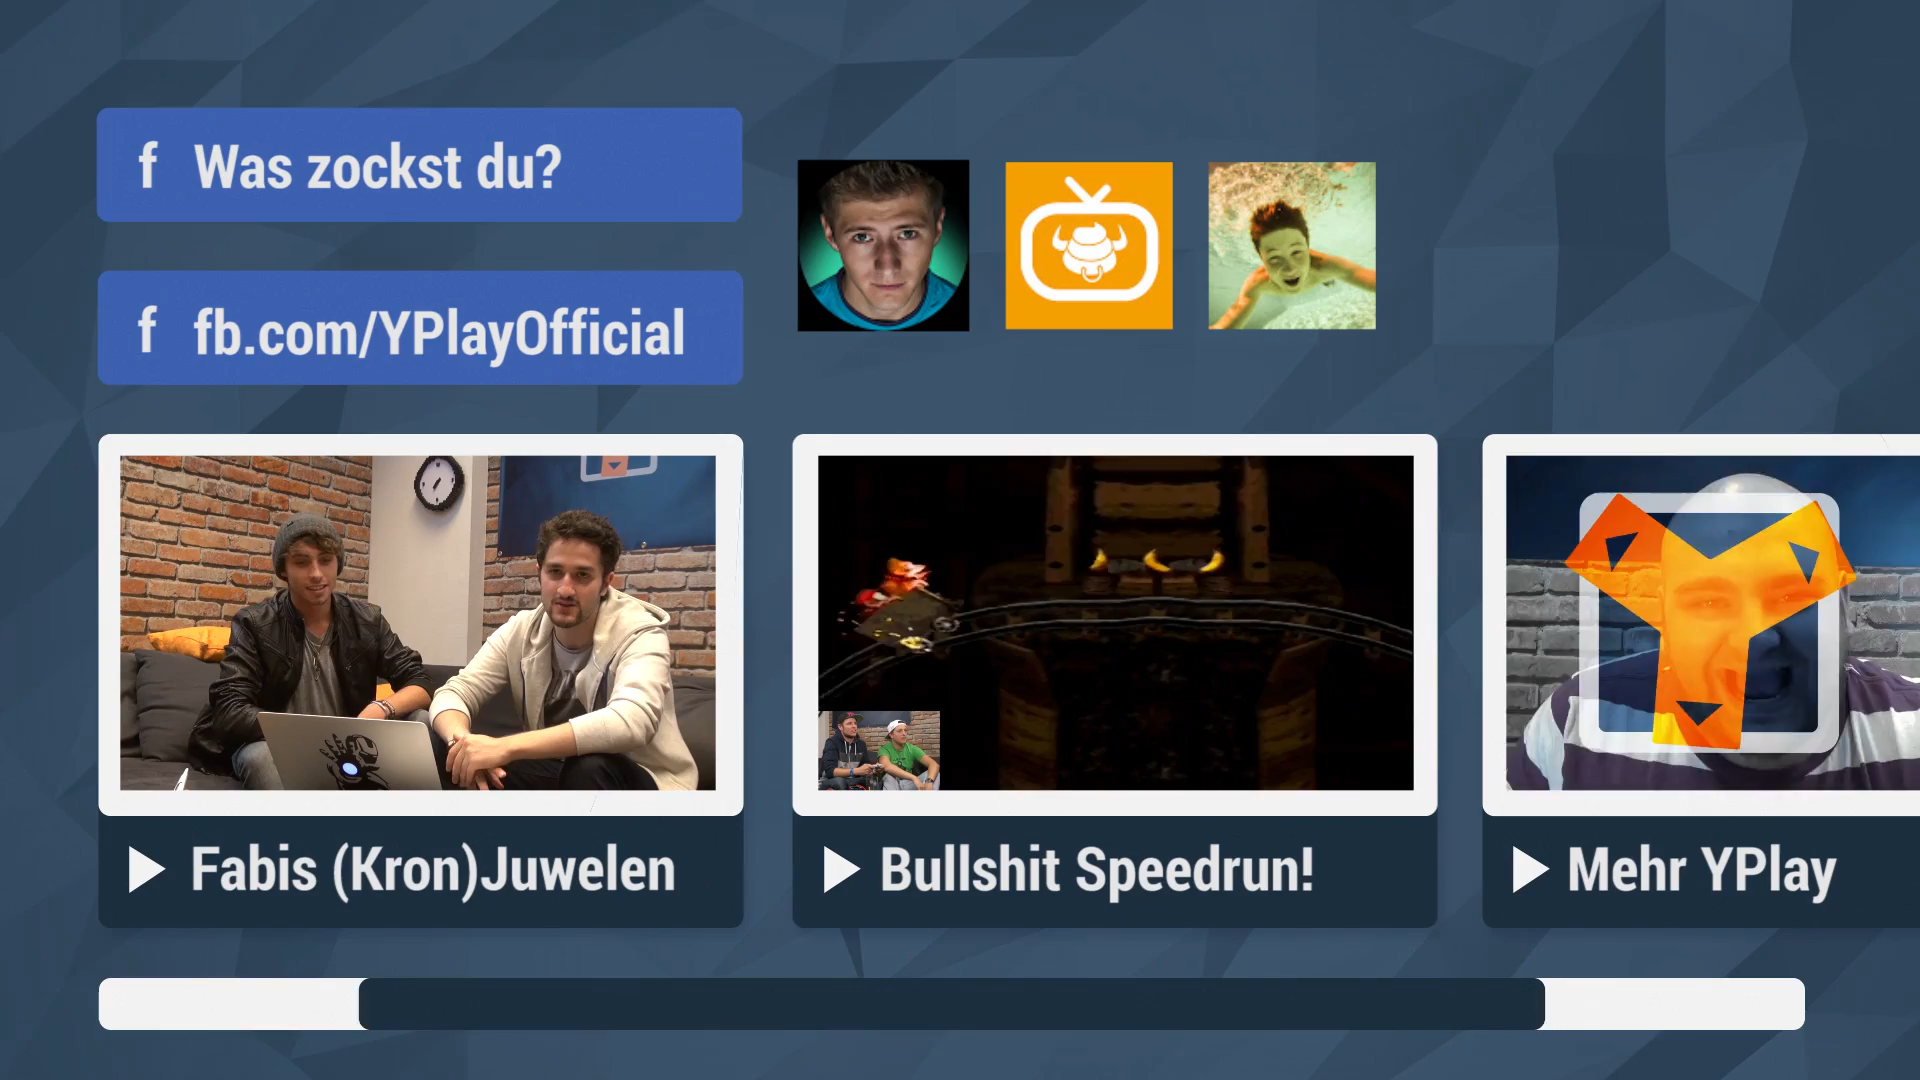 f Was zockst du?
f fb.com/YPlayOfficial
Fabis (Kron)Juwelen
Bullshit Speedrun!
Mehr YPlay